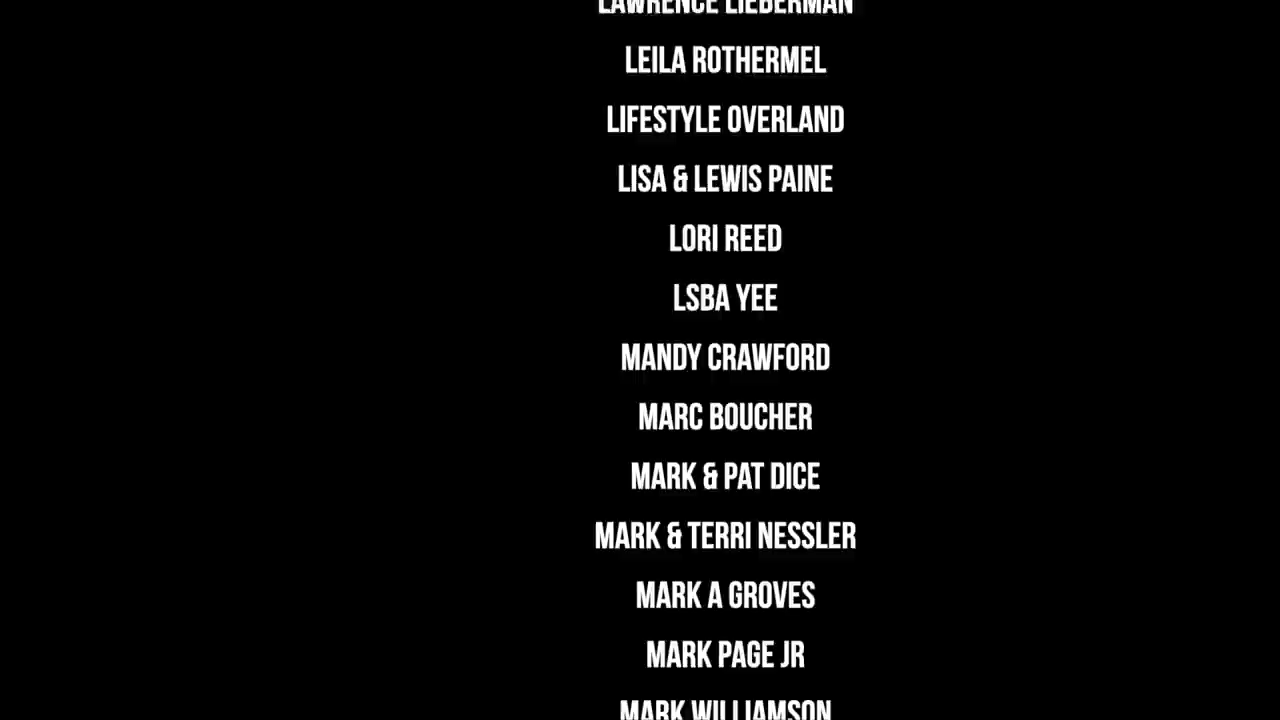 LAWRENCE LIEBERMAN
LEILA ROTHERMEL
LIFESTYLE OVERLAND
LISA & LEWIS PAINE
LORI REED
LSBA YEE
MANDY CRAWFORD
MARC BOUCHER
MARK & PAT DICE
MARK & TERRI NESSLER
MARK A GROVES
MARK PAGE JR
MARK WILLIAMSON